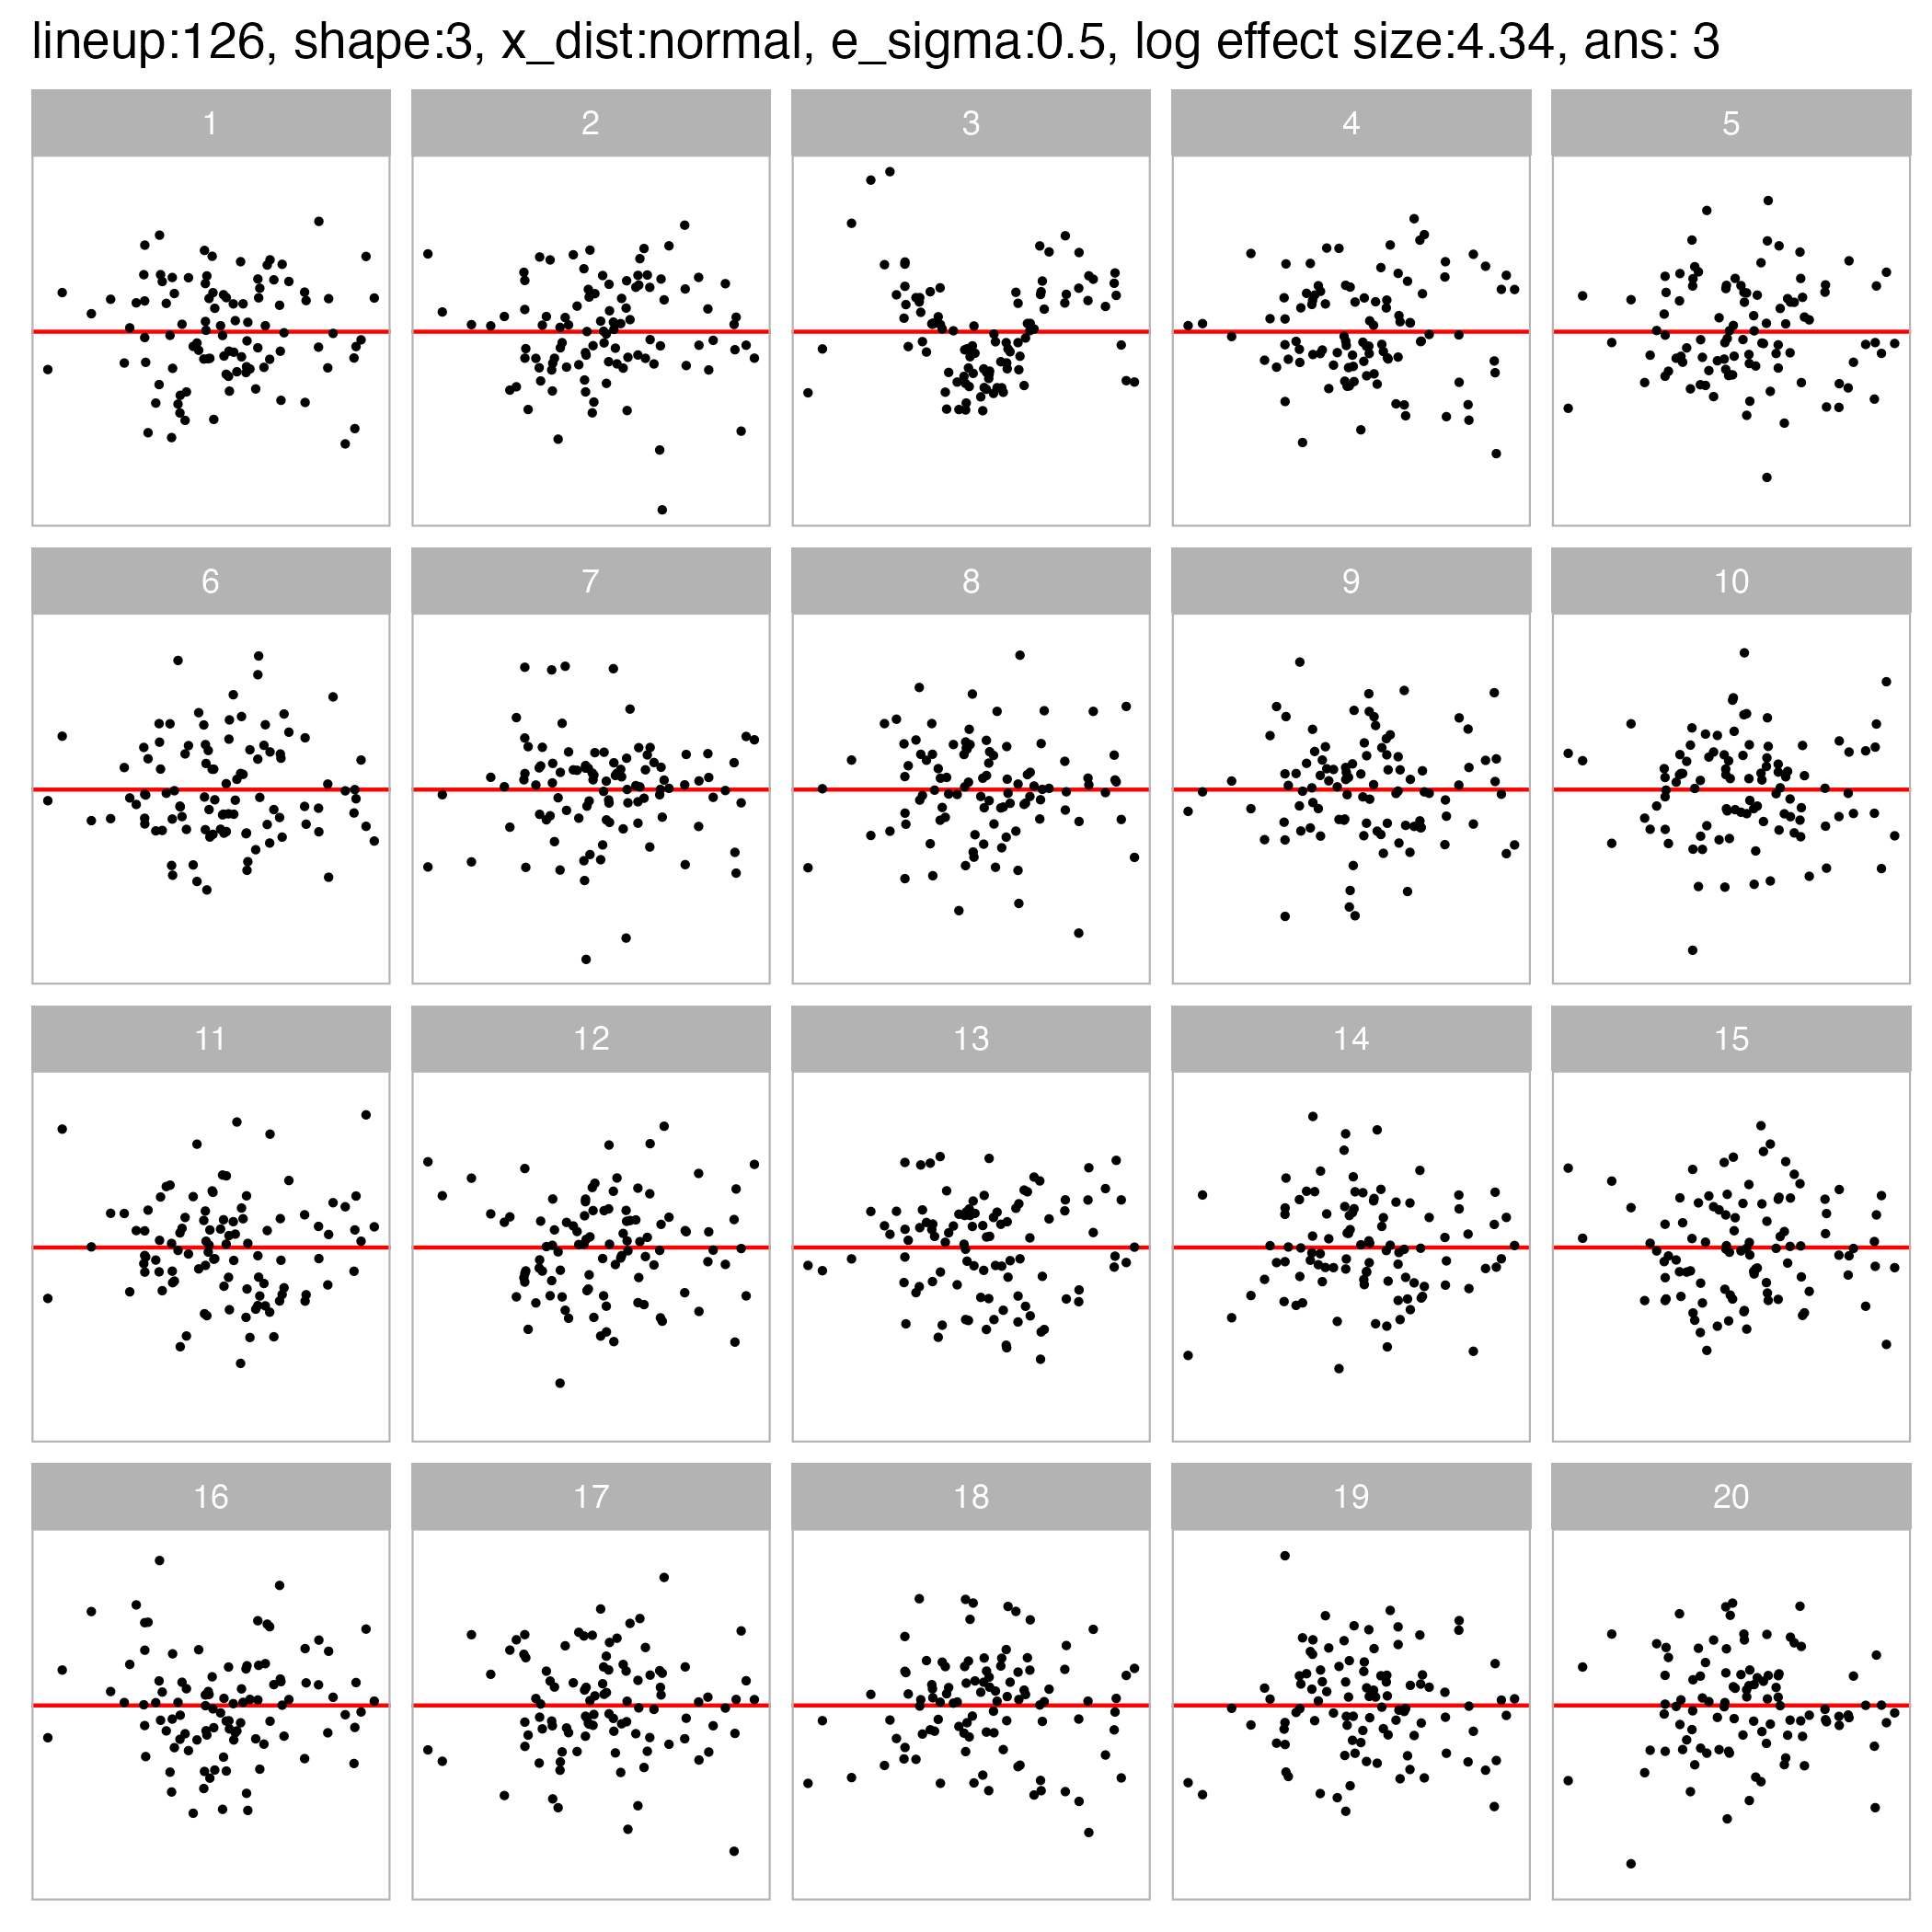 lineup:126, shape:3, x_dist:normal, e_sigma:0.5, log effect size:4.34, ans: 3
1 2 3 4 5
6 7 8 9 10
11 12 13 14 15
16 17 18 19 20